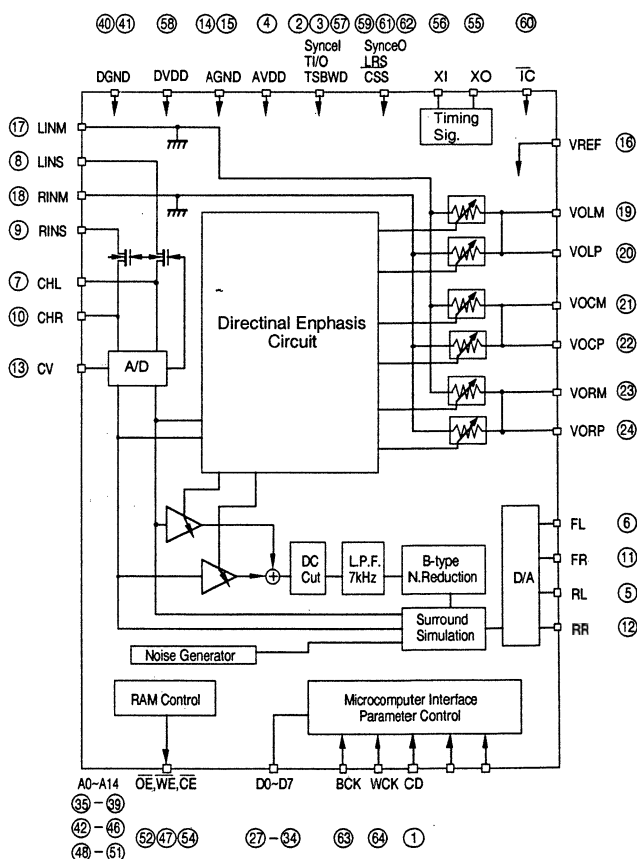 40 41 58 14 15 4 2 3 57 59 61 62 56 55 60
SynceI SynceO
TI/O LRS
DGND DVDD AGND AVDD TSBWD CSS XI XO IC
17 LINM
Timing
Sig.
VREF 16
8 LINS
18 RINM
9 RINS
VOLM 19
VOLP 20
7 CHL
10 CHR
VOCM 21
Directinal Enphasis
Circuit
VOCP 22
13 CV
A/D
VORM 23
VORP 24
FL 6
DC
Cut
L.P.F.
7kHz
B-type
N.Reduction
D/A
FR 11
RL 5
Surround
Simulation
RR 12
Noise Generator
RAM Control
Microcomputer Interface
Parameter Control
A0~A14 OE,WE,CE D0~D7 BCK WCK CD
35 - 39
42 - 46 52 47 54 27 - 34 63 64 1
48 - 51